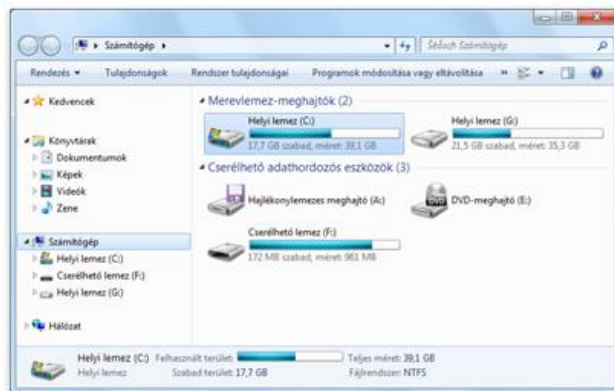 Számítógép
Search Számítógép
Rendezés Tulajdonságok Rendszer tulajdonságai Programok módosítása vagy eltávolítása »
Kedvencek
Könyvtárak
Dokumentumok
Képek
Videók
Zene
Számítógép
Helyi lemez (C:)
Cserélhető lemez (F:)
Helyi lemez (G:)
Hálózat
Merevlemez-meghajtók (2)
Helyi lemez (C:)
17,7 GB szabad, méret: 39,1 GB
Helyi lemez (G:)
21,5 GB szabad, méret: 35,3 GB
Cserélhető adathordozós eszközök (3)
Hajlékonylemezes meghajtó (A:)
DVD-meghajtó (E:)
Cserélhető lemez (F:)
172 MB szabad, méret: 961 MB
Helyi lemez (C:) Felhasznált terület: Teljes méret: 39,1 GB
Helyi lemez Szabad terület: 17,7 GB Fájlrendszer: NTFS